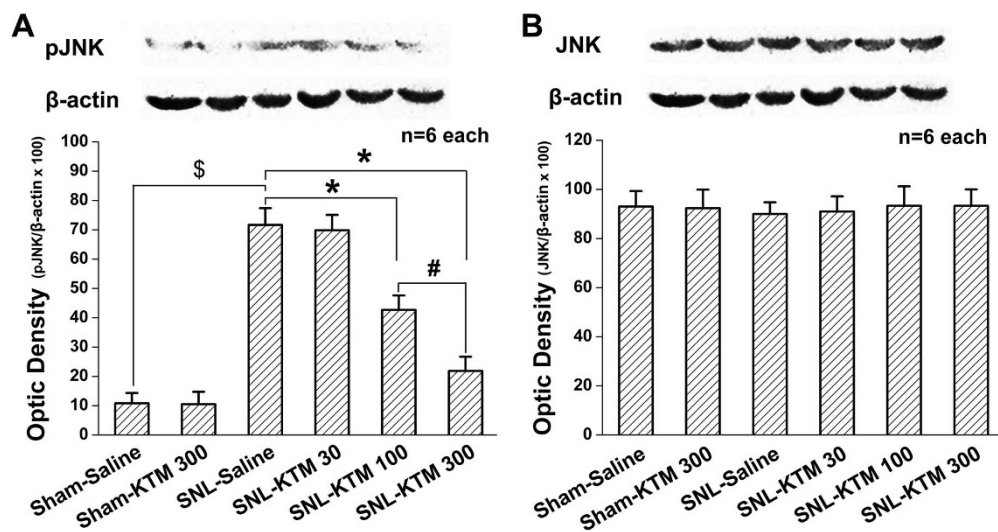 A
pJNK
β-actin
n=6 each
Optic Density (pJNK/β-actin x 100)
100
90
80
70
60
50
40
30
20
10
0
$
*
*
#
Sham-Saline
Sham-KTM 300
SNL-Saline
SNL-KTM 30
SNL-KTM 100
SNL-KTM 300
B
JNK
β-actin
n=6 each
Optic Density (JNK/β-actin x 100)
120
100
80
60
40
20
0
Sham-Saline
Sham-KTM 300
SNL-Saline
SNL-KTM 30
SNL-KTM 100
SNL-KTM 300